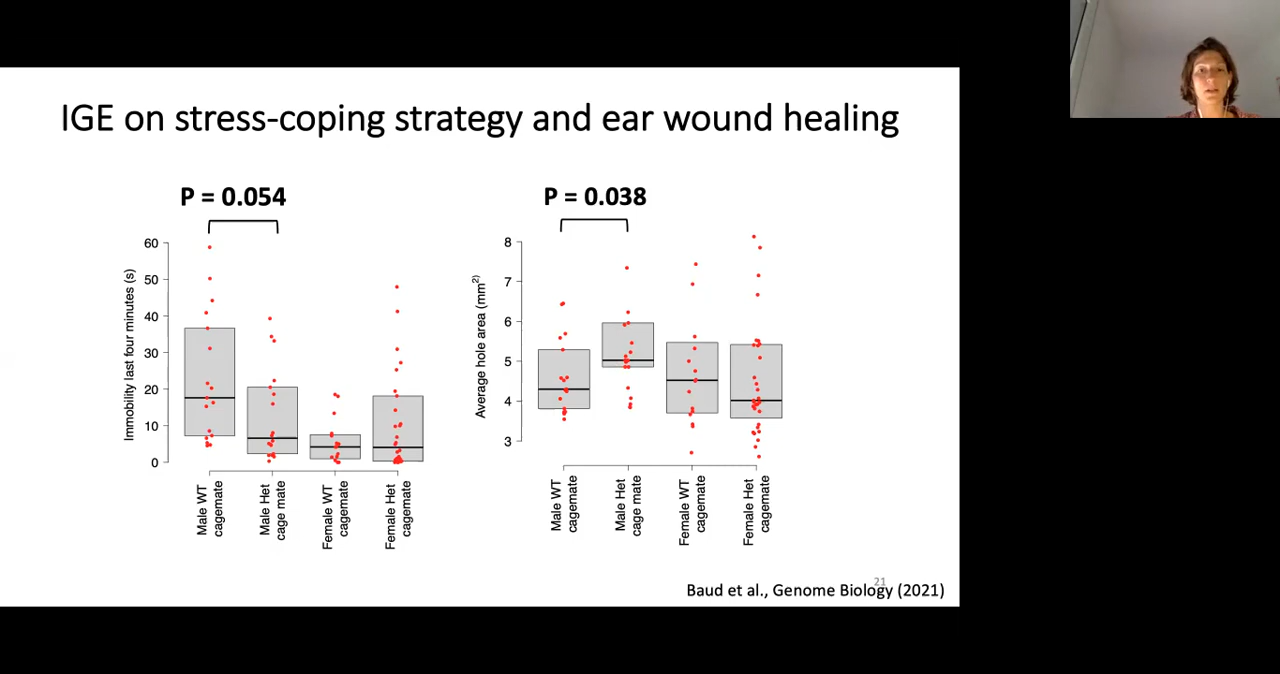 IGE on stress-coping strategy and ear wound healing
P = 0.054
60
50
40
30
20
10
0
Immobility last four minutes (s)
Male WT
cagemate
Male Het
cage mate
Female WT
cagemate
Female Het
cagemate
P = 0.038
8
7
6
5
4
3
Average hole area (mm²)
Male WT
cagemate
Male Het
cage mate
Female WT
cagemate
Female Het
cagemate
21
Baud et al., Genome Biology (2021)